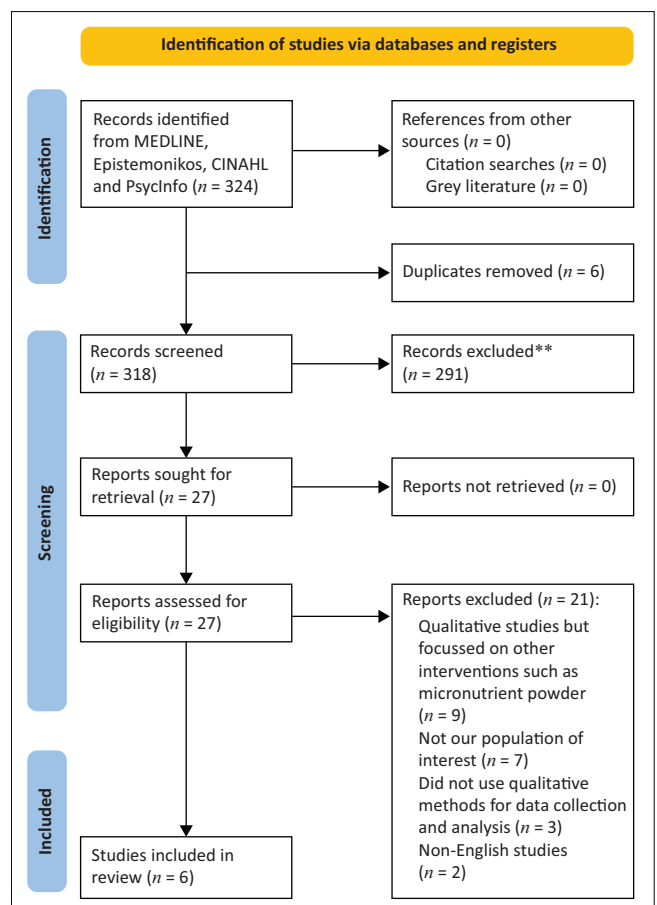 Identification of studies via databases and registers
Identification
Records identified
from MEDLINE,
Epistemonikos, CINAHL
and PsycInfo (n = 324)
References from other
sources (n = 0)
Citation searches (n = 0)
Grey literature (n = 0)
Duplicates removed (n = 6)
Screening
Records screened
(n = 318)
Records excluded**
(n = 291)
Reports sought for
retrieval (n = 27)
Reports not retrieved (n = 0)
Reports assessed for
eligibility (n = 27)
Reports excluded (n = 21):
Qualitative studies but
focussed on other
interventions such as
micronutrient powder
(n = 9)
Not our population of
interest (n = 7)
Did not use qualitative
methods for data collection
and analysis (n = 3)
Non-English studies
(n = 2)
Included
Studies included in
review (n = 6)